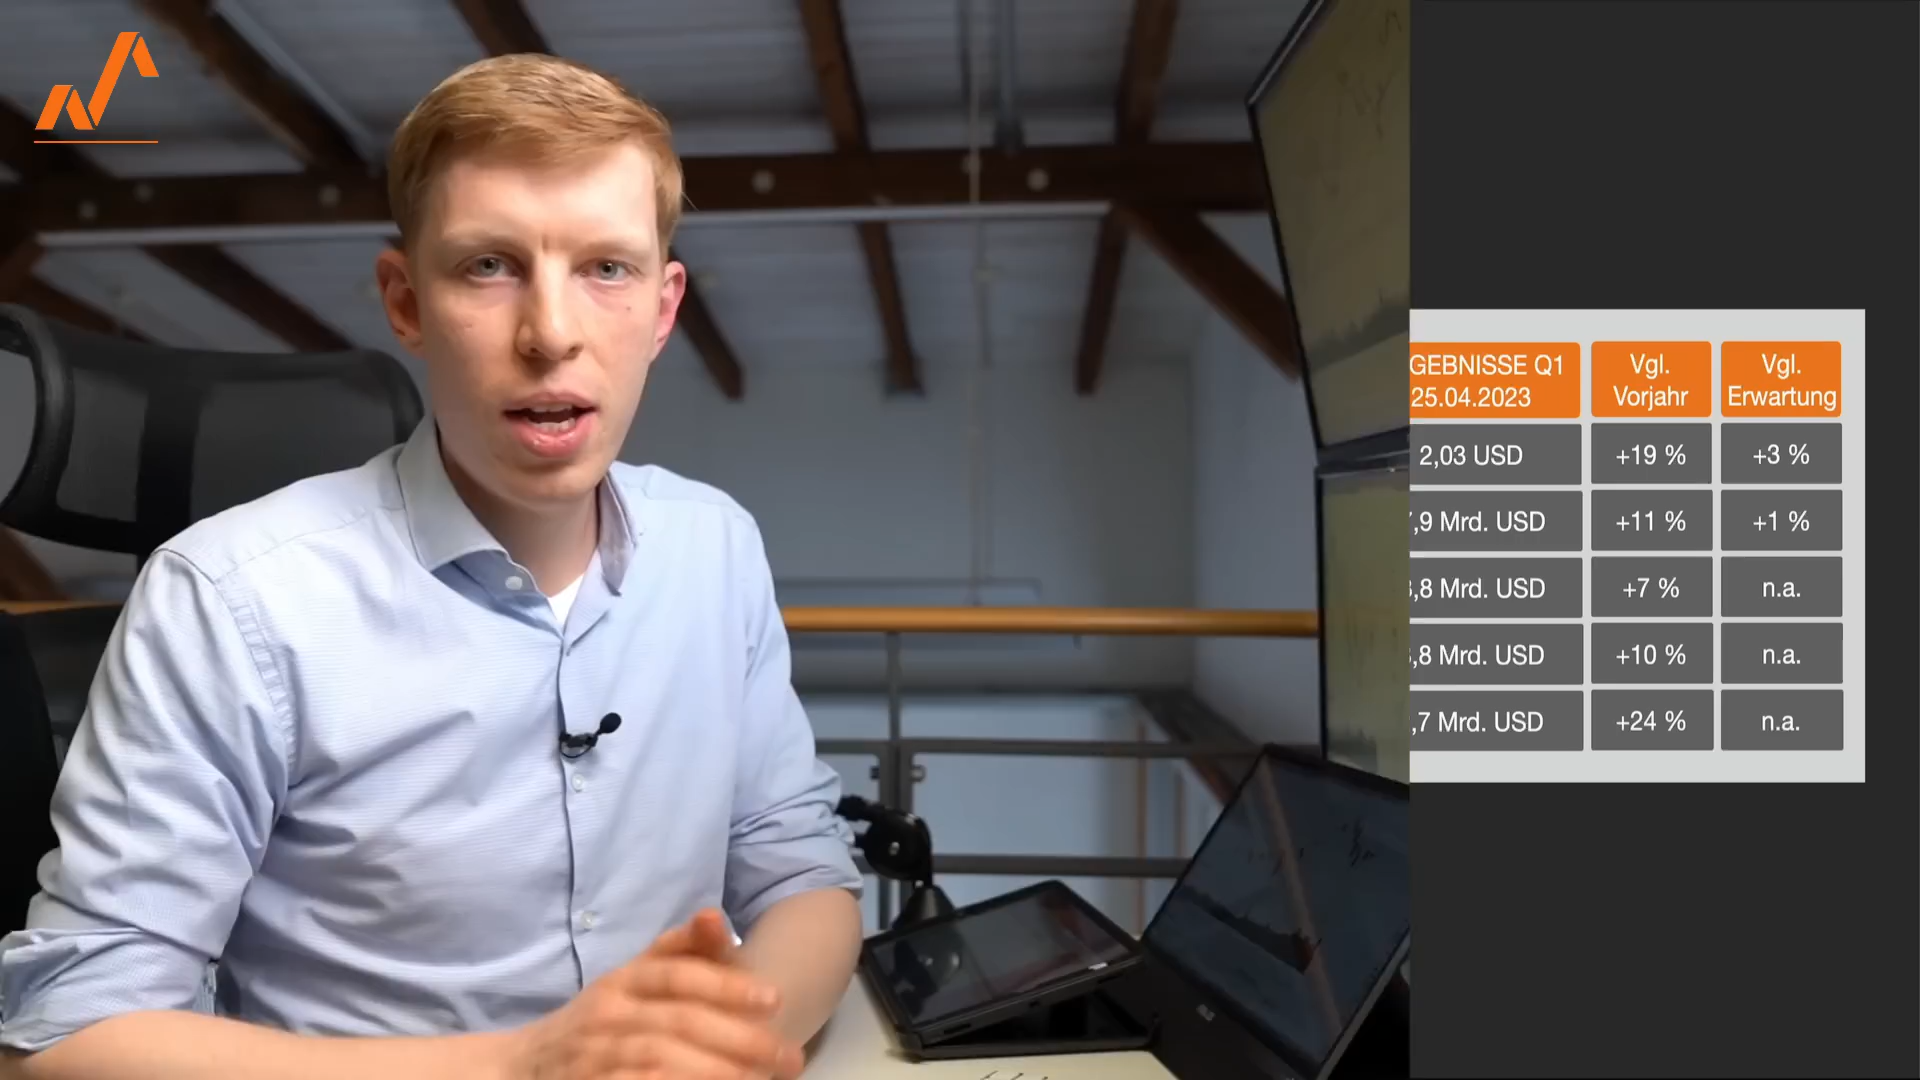 GEBNISSE Q1 Vgl. Vgl.
25.04.2023 Vorjahr Erwartung
2,03 USD +19 % +3 %
,9 Mrd. USD +11 % +1 %
,8 Mrd. USD +7 % n.a.
,8 Mrd. USD +10 % n.a.
,7 Mrd. USD +24 % n.a.